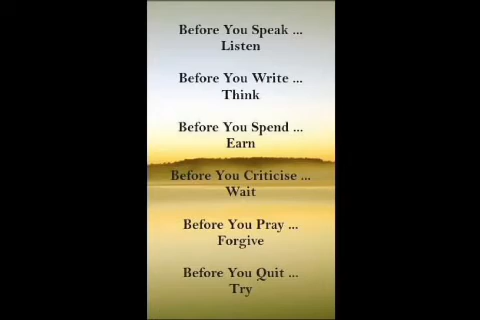 Before You Speak ...
Listen
Before You Write ...
Think
Before You Spend ...
Earn
Before You Criticise ...
Wait
Before You Pray ...
Forgive
Before You Quit ...
Try